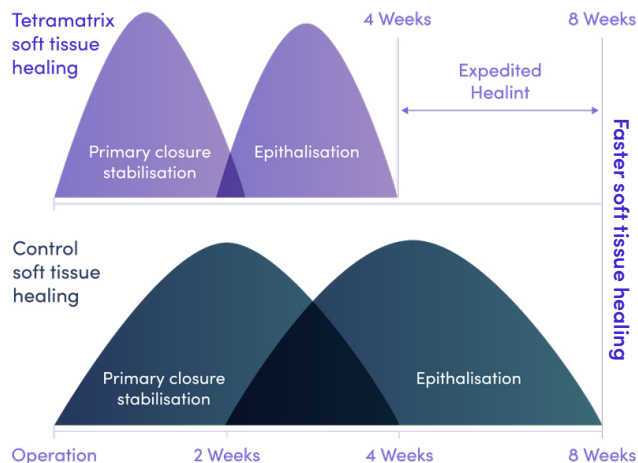 Tetramatrix
soft tissue
healing
4 Weeks
8 Weeks
Expedited
Healint
Primary closure
stabilisation
Epithalisation
Faster soft tissue healing
Control
soft tissue
healing
Primary closure
stabilisation
Epithalisation
Operation
2 Weeks
4 Weeks
8 Weeks